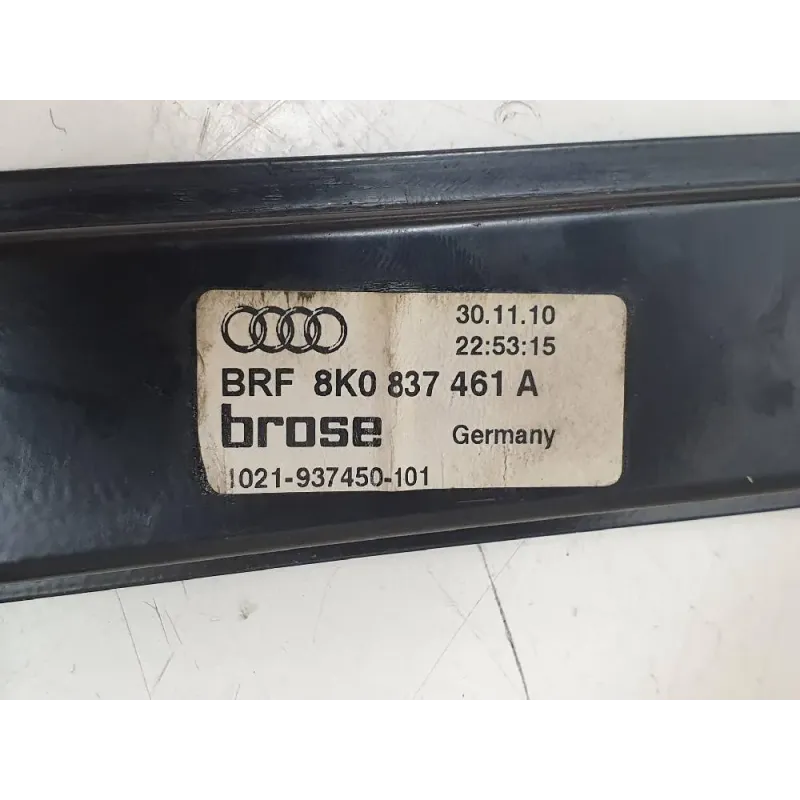 30.11.10
22:53:15
BRF 8K0 837 461 A
brose Germany
1021-937450-101